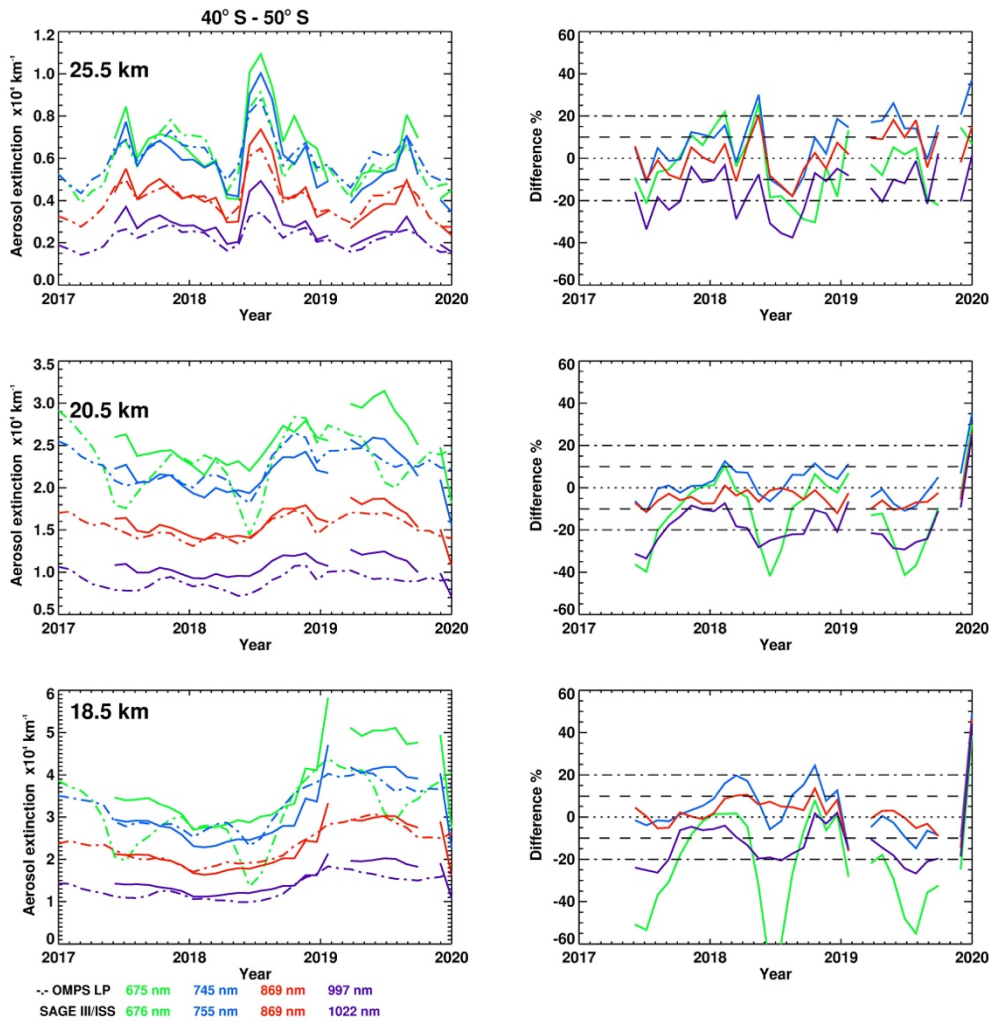 40° S - 50° S
25.5 km
Aerosol extinction x10⁴ km⁻¹
1.2
1.0
0.8
0.6
0.4
0.2
0.0
2017 2018 2019 2020
Year
Difference %
60
40
20
0
-20
-40
-60
2017 2018 2019 2020
Year
20.5 km
Aerosol extinction x10⁴ km⁻¹
3.5
3.0
2.5
2.0
1.5
1.0
0.5
2017 2018 2019 2020
Year
Difference %
60
40
20
0
-20
-40
-60
2017 2018 2019 2020
Year
18.5 km
Aerosol extinction x10⁴ km⁻¹
6
5
4
3
2
1
0
2017 2018 2019 2020
Year
Difference %
60
40
20
0
-20
-40
-60
2017 2018 2019 2020
Year
-.- OMPS LP 675 nm 745 nm 869 nm 997 nm
SAGE III/ISS 676 nm 755 nm 869 nm 1022 nm